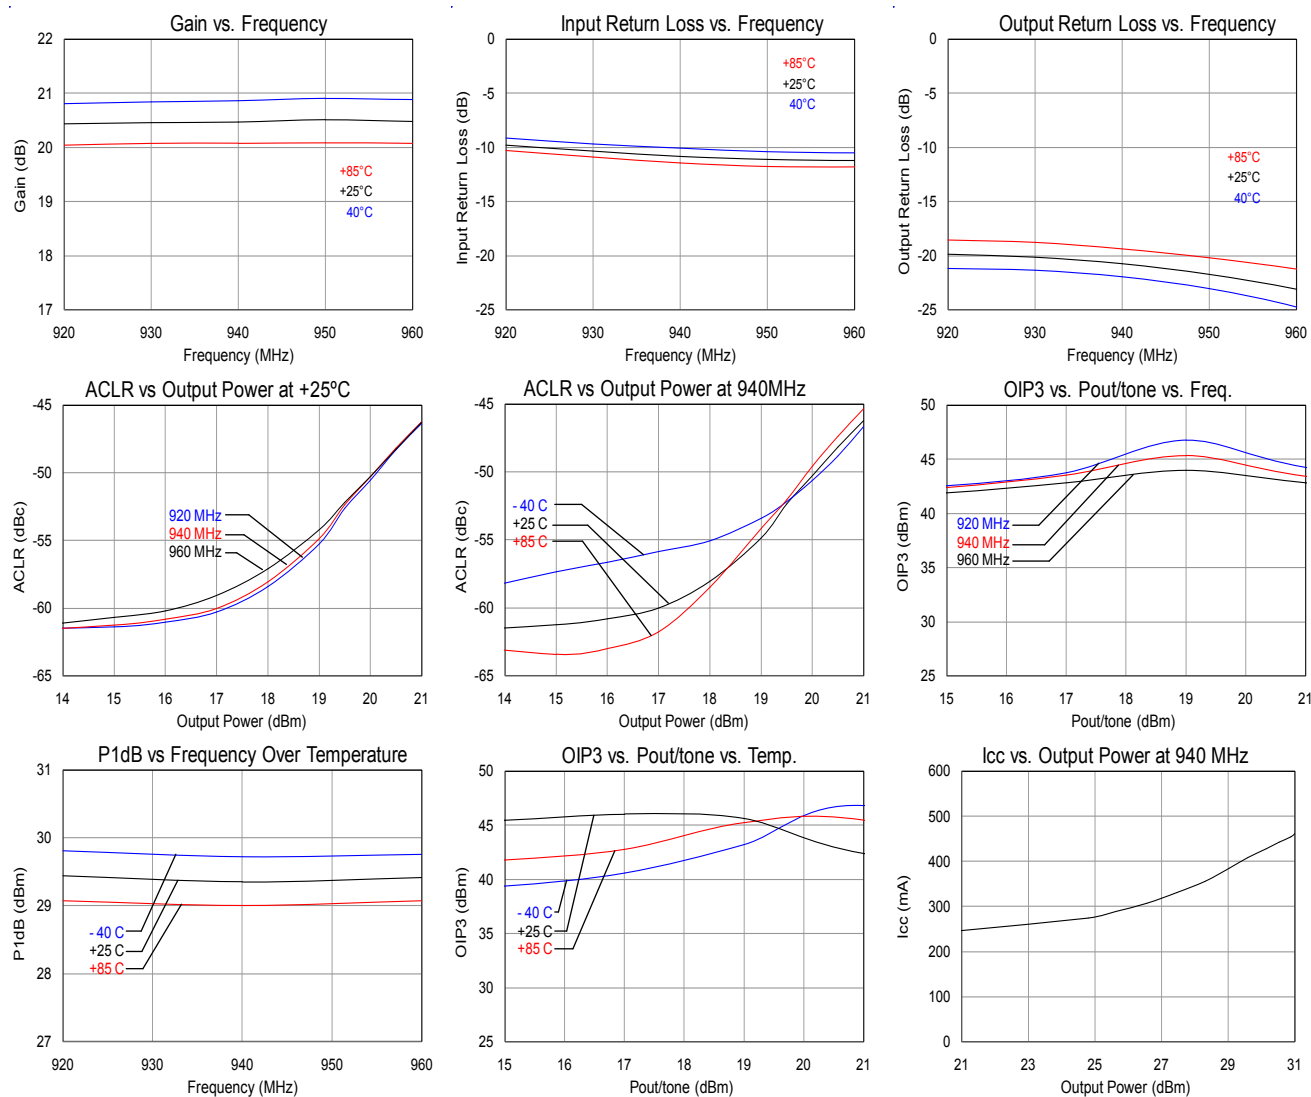 Gain vs. Frequency
22
21
20
19
18
17
Gain (dB)
+85°C
+25°C
40°C
920 930 940 950 960
Frequency (MHz)
Input Return Loss vs. Frequency
0
-5
-10
-15
-20
-25
Input Return Loss (dB)
+85°C
+25°C
40°C
920 930 940 950 960
Frequency (MHz)
Output Return Loss vs. Frequency
0
-5
-10
-15
-20
-25
Output Return Loss (dB)
+85°C
+25°C
40°C
920 930 940 950 960
Frequency (MHz)
ACLR vs Output Power at +25ºC
-45
-50
-55
-60
-65
ACLR (dBc)
920 MHz
940 MHz
960 MHz
14 15 16 17 18 19 20 21
Output Power (dBm)
ACLR vs Output Power at 940MHz
-45
-50
-55
-60
-65
ACLR (dBc)
- 40 C
+25 C
+85 C
14 15 16 17 18 19 20 21
Output Power (dBm)
OIP3 vs. Pout/tone vs. Freq.
50
45
40
35
30
25
OIP3 (dBm)
920 MHz
940 MHz
960 MHz
15 16 17 18 19 20 21
Pout/tone (dBm)
P1dB vs Frequency Over Temperature
31
30
29
28
27
P1dB (dBm)
- 40 C
+25 C
+85 C
920 930 940 950 960
Frequency (MHz)
OIP3 vs. Pout/tone vs. Temp.
50
45
40
35
30
25
OIP3 (dBm)
- 40 C
+25 C
+85 C
15 16 17 18 19 20 21
Pout/tone (dBm)
Icc vs. Output Power at 940 MHz
600
500
400
300
200
100
0
Icc (mA)
21 23 25 27 29 31
Output Power (dBm)